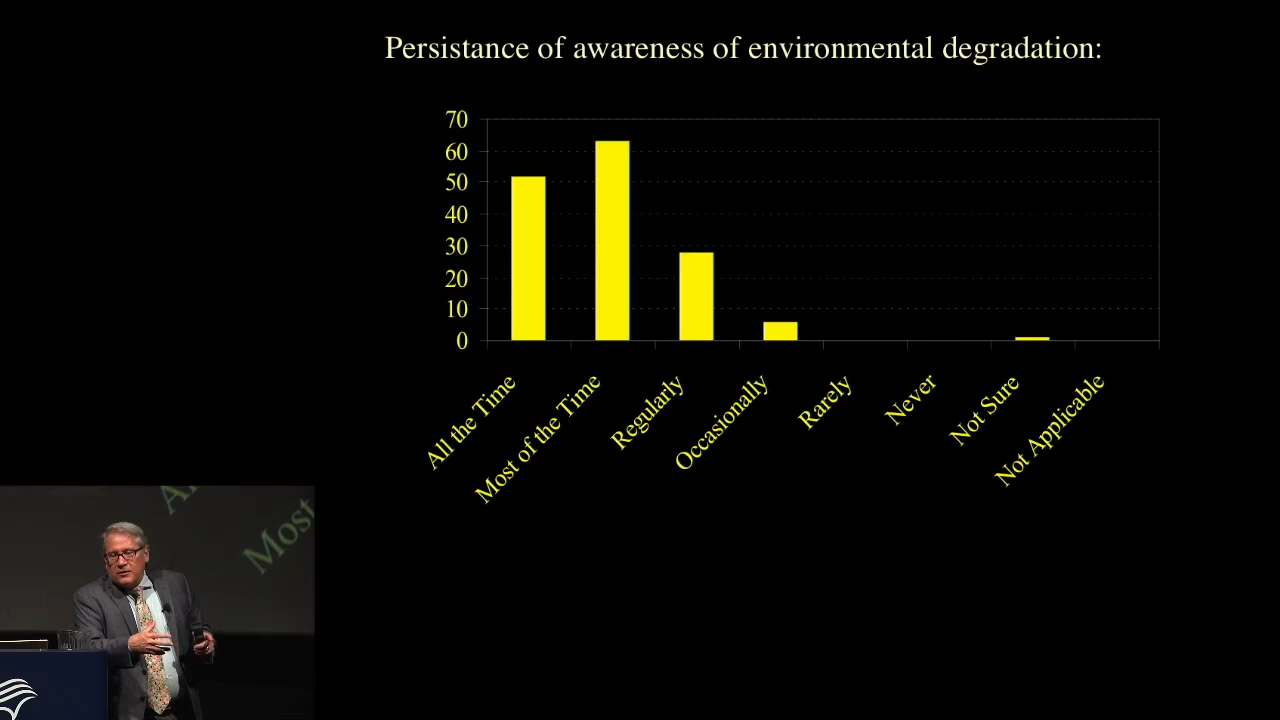 Persistance of awareness of environmental degradation:
70
60
50
40
30
20
10
0
All the Time
Most of the Time
Regularly
Occasionally
Rarely
Never
Not Sure
Not Applicable
Most